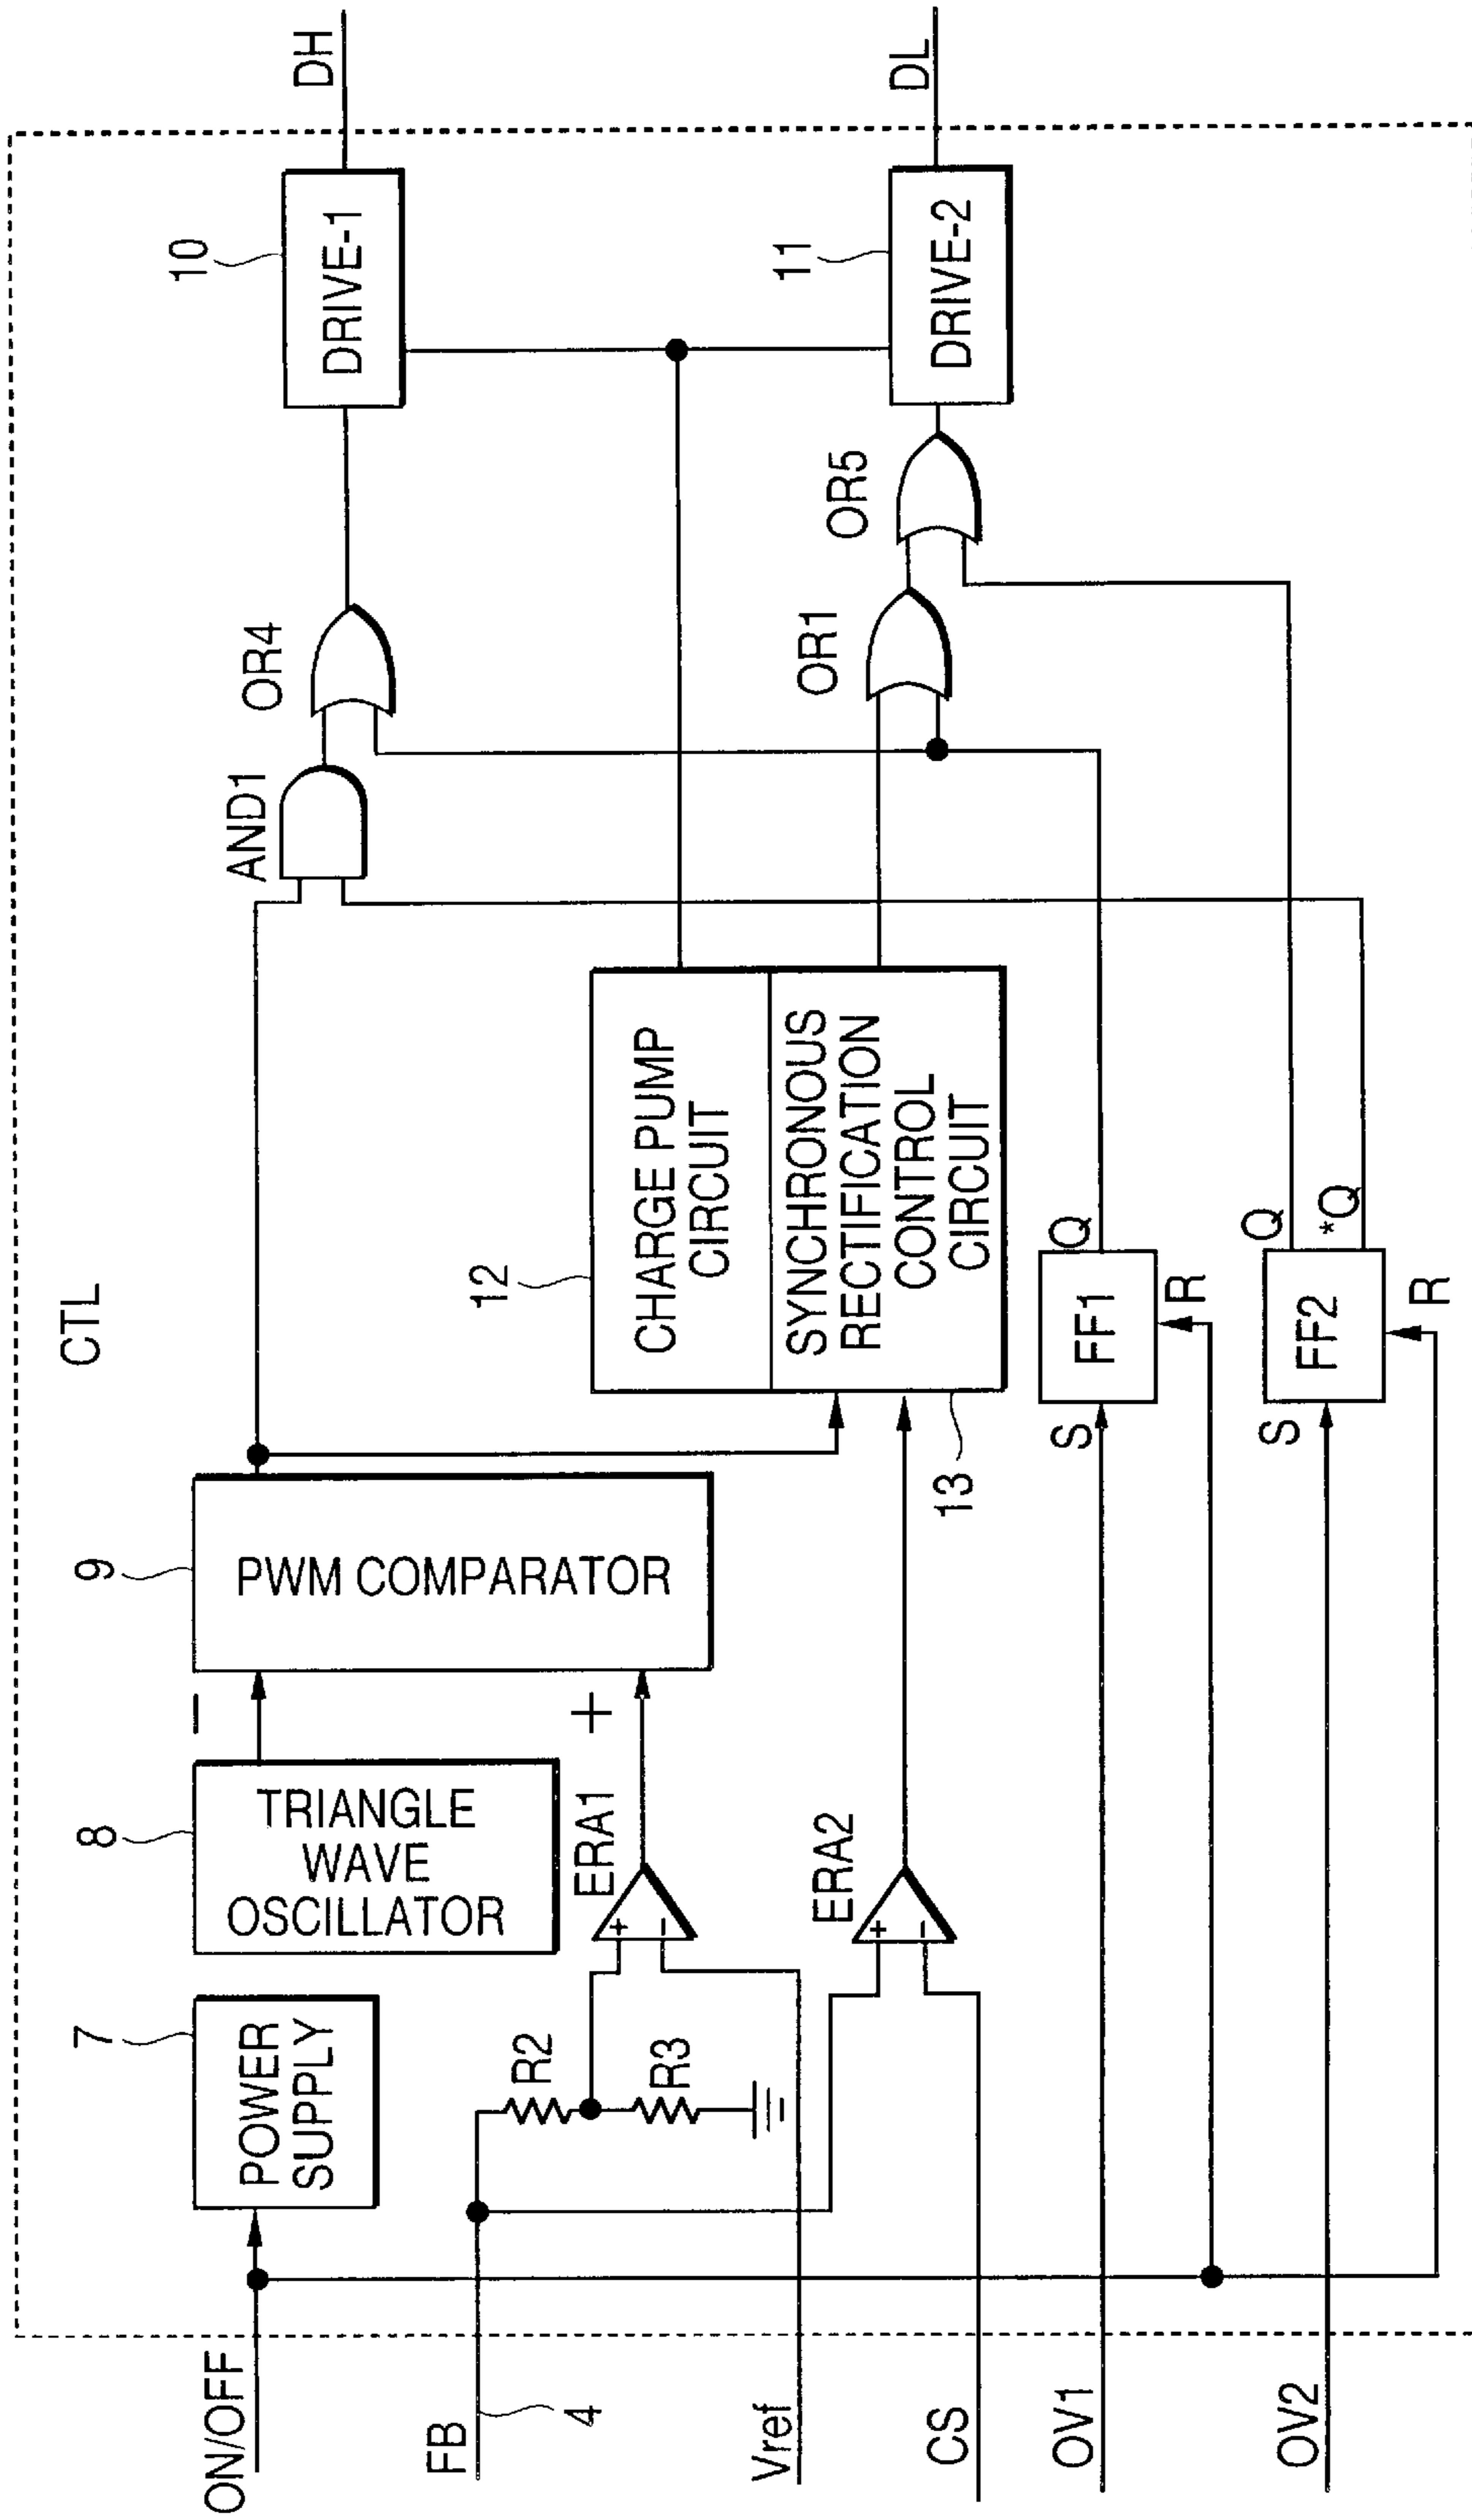 CTL
ON/OFF
FB
4
Vref
CS
OV1
OV2
7
POWER
SUPPLY
8
TRIANGLE
WAVE
OSCILLATOR
R2
R3
ERA1
+
−
ERA2
+
−
−
+
9
PWM COMPARATOR
12
CHARGE PUMP
CIRCUIT
SYNCHRONOUS
RECTIFICATION
CONTROL
CIRCUIT
13
S
FF1
Q
R
S
FF2
Q
*Q
R
AND1
OR4
OR1
OR5
10
DRIVE-1
DH
11
DRIVE-2
DL